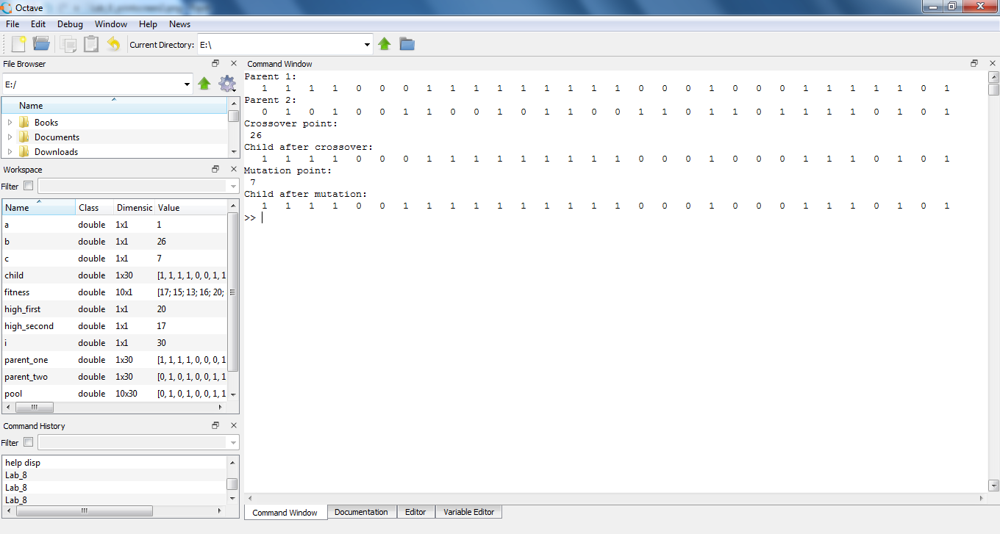 Octave
File Edit Debug Window Help News
Current Directory: E:\
File Browser
E:/
Name
Books
Documents
Downloads
Workspace
Filter
Name Class Dimensic Value
a double 1x1 1
b double 1x1 26
c double 1x1 7
child double 1x30 [1, 1, 1, 1, 0, 0, 1, 1
fitness double 10x1 [17; 15; 13; 16; 20;
high_first double 1x1 20
high_second double 1x1 17
i double 1x1 30
parent_one double 1x30 [1, 1, 1, 1, 0, 0, 0, 1
parent_two double 1x30 [0, 1, 0, 1, 0, 0, 1, 1
pool double 10x30 [0, 1, 0, 1, 0, 0, 1, 1
Command History
Filter
help disp
Lab_8
Lab_8
Lab_8
Command Window
Parent 1:
1 1 1 1 0 0 0 1 1 1 1 1 1 1 1 1 0 0 0 1 0 0 0 1 1 1 1 1 0 1
Parent 2:
0 1 0 1 0 0 1 1 0 0 1 0 1 1 0 0 1 1 0 1 1 0 1 1 1 1 0 1 0 1
Crossover point:
26
Child after crossover:
1 1 1 1 0 0 0 1 1 1 1 1 1 1 1 1 0 0 0 1 0 0 0 1 1 1 0 1 0 1
Mutation point:
7
Child after mutation:
1 1 1 1 0 0 1 1 1 1 1 1 1 1 1 1 0 0 0 1 0 0 0 1 1 1 0 1 0 1
>>
Command Window Documentation Editor Variable Editor